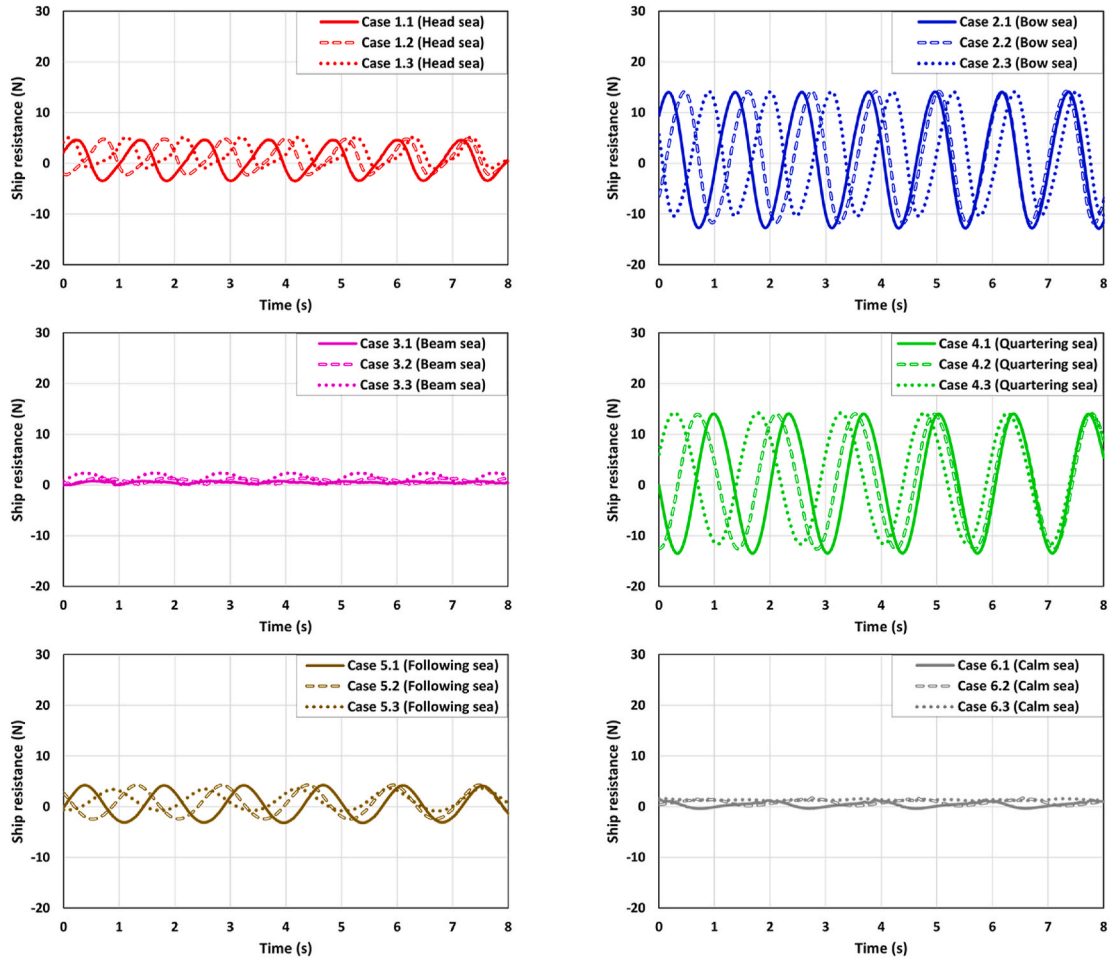 30
20
10
0
-10
-20
Ship resistance (N)
Case 1.1 (Head sea)
Case 1.2 (Head sea)
Case 1.3 (Head sea)
0 1 2 3 4 5 6 7 8
Time (s)
30
20
10
0
-10
-20
Ship resistance (N)
Case 2.1 (Bow sea)
Case 2.2 (Bow sea)
Case 2.3 (Bow sea)
0 1 2 3 4 5 6 7 8
Time (s)
30
20
10
0
-10
-20
Ship resistance (N)
Case 3.1 (Beam sea)
Case 3.2 (Beam sea)
Case 3.3 (Beam sea)
0 1 2 3 4 5 6 7 8
Time (s)
30
20
10
0
-10
-20
Ship resistance (N)
Case 4.1 (Quartering sea)
Case 4.2 (Quartering sea)
Case 4.3 (Quartering sea)
0 1 2 3 4 5 6 7 8
Time (s)
30
20
10
0
-10
-20
Ship resistance (N)
Case 5.1 (Following sea)
Case 5.2 (Following sea)
Case 5.3 (Following sea)
0 1 2 3 4 5 6 7 8
Time (s)
30
20
10
0
-10
-20
Ship resistance (N)
Case 6.1 (Calm sea)
Case 6.2 (Calm sea)
Case 6.3 (Calm sea)
0 1 2 3 4 5 6 7 8
Time (s)